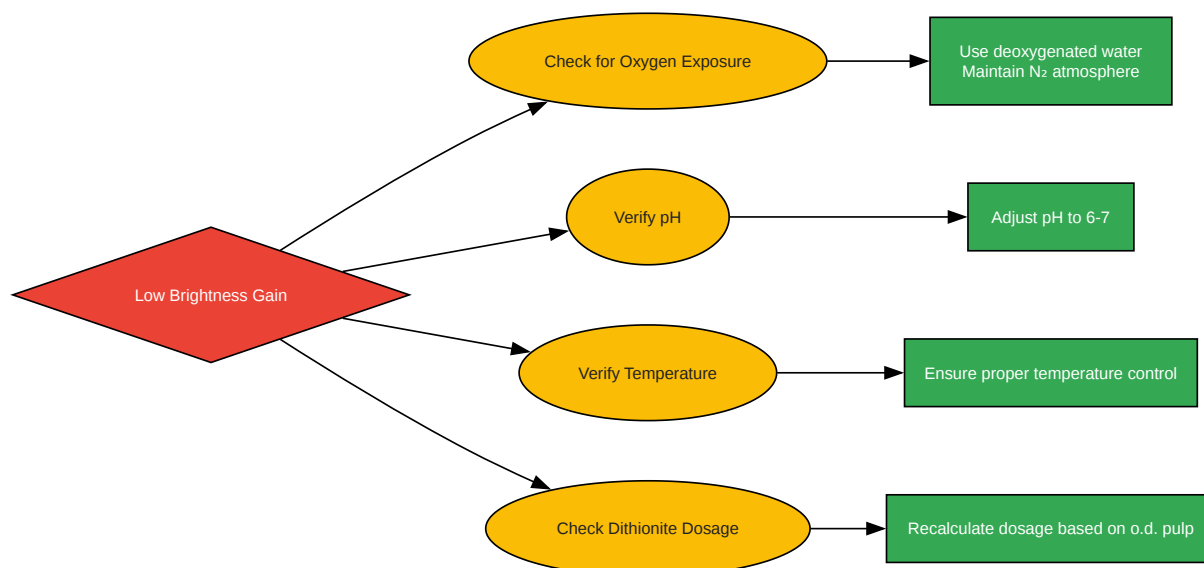 Low Brightness Gain
Check for Oxygen Exposure
Use deoxygenated water
Maintain N₂ atmosphere
Verify pH
Adjust pH to 6-7
Verify Temperature
Ensure proper temperature control
Check Dithionite Dosage
Recalculate dosage based on o.d. pulp